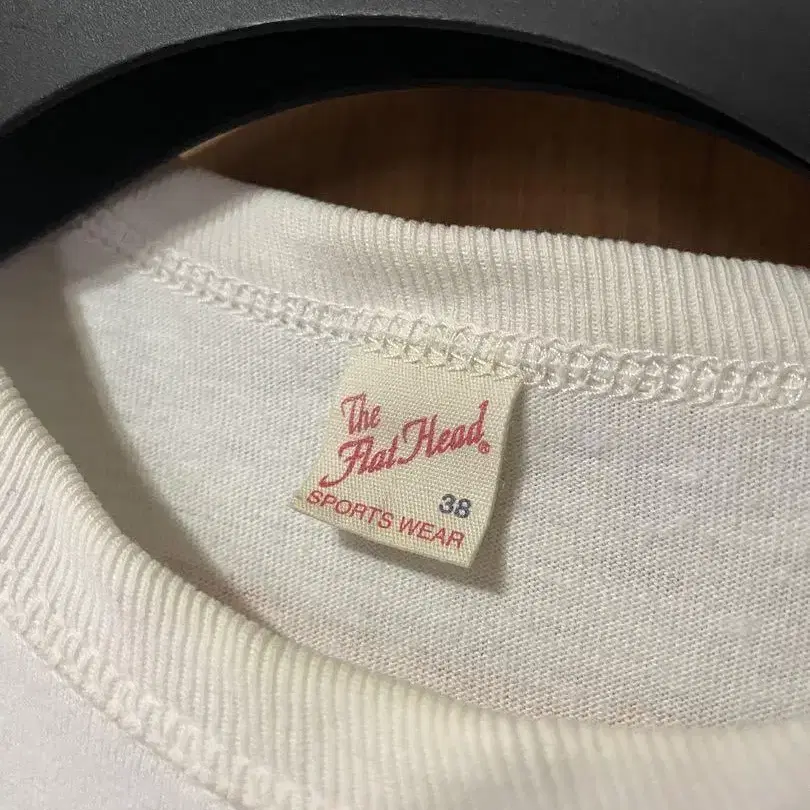 The
Flat Head®
38
SPORTS WEAR